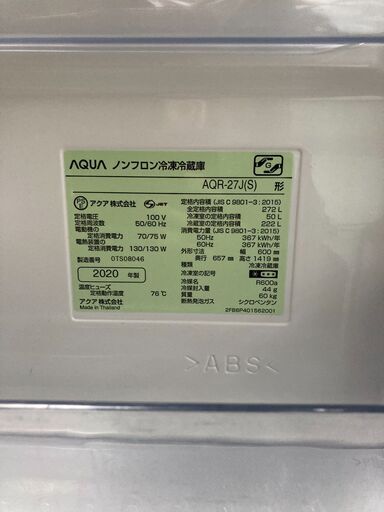 AQUA ノンフロン冷凍冷蔵庫
G
AQR-27J(S) 形
アクア株式会社 JET
定格電圧 100 V
定格周波数 50/60 Hz
電動機の
定格消費電力 70/75 W
電熱装置の
定格消費電力 130/130 W
製造番号 0TS08046
2020 年製
温度ヒューズ
定格動作温度 76℃
アクア株式会社
Made in Thailand
定格内容積 (JIS C 9801-3 : 2015)
全定格内容積 272 L
冷凍室の定格内容積 50 L
冷蔵室の定格内容積 222 L
消費電力量 (JIS C 9801-3 : 2015)
50Hz 367 kWh/年
60Hz 367 kWh/年
外形寸法 幅 600 mm
奥行 657 mm 高さ 1419 mm
種類 冷凍冷蔵庫
冷凍室の記号
冷媒名 R600a
冷媒封入量 44 g
質量 60 kg
断熱発泡ガス シクロペンタン
2FB8P401562001
>ABS<